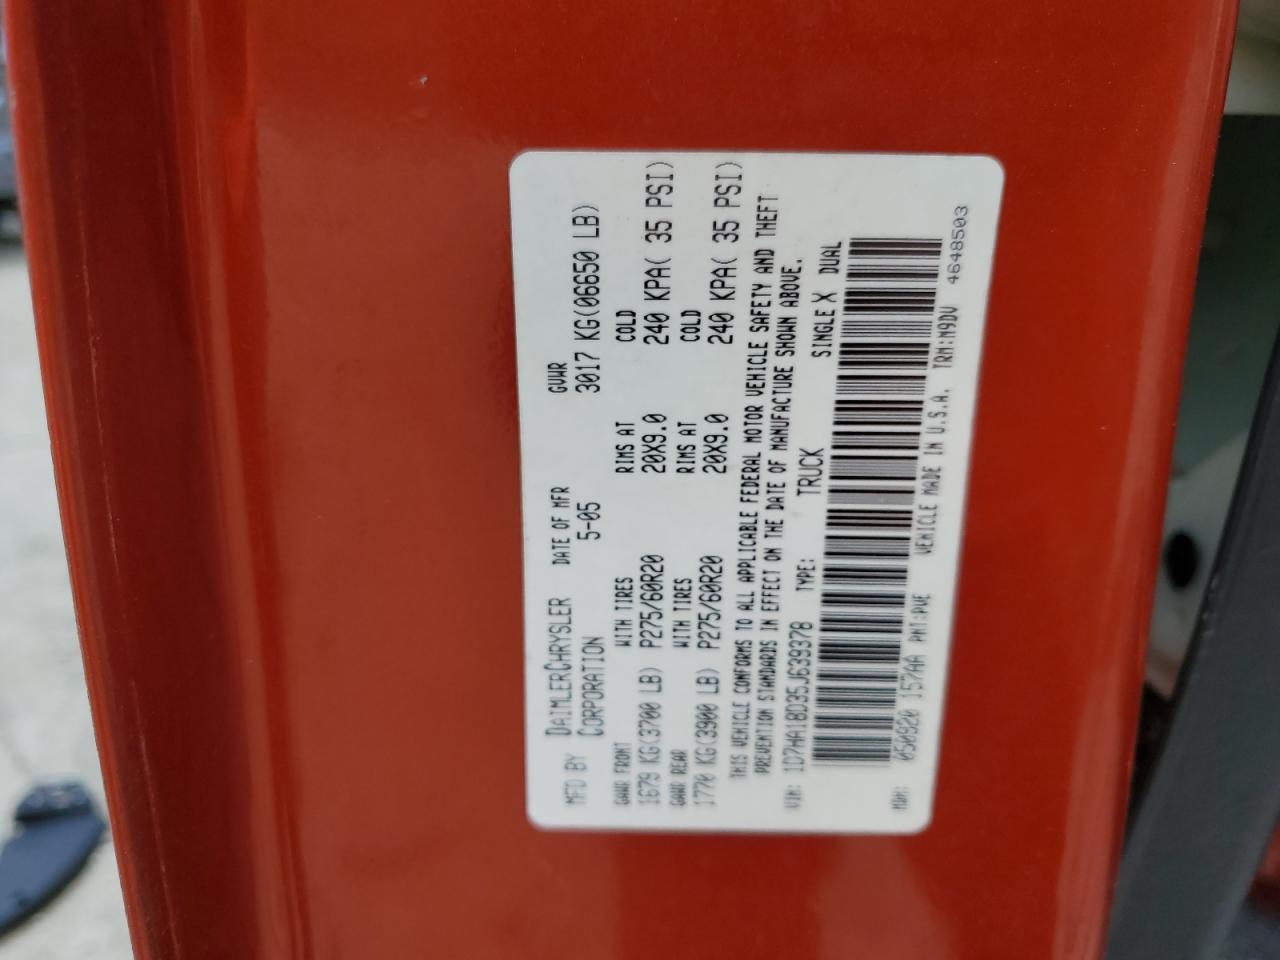 MFD BY DAIMLERCHRYSLER CORPORATION DATE OF MFR 5-05 GVWR 3017 KG(06650 LB)
GAWR FRONT WITH TIRES RIMS AT COLD
1679 KG(3700 LB) P275/60R20 20X9.0 240 KPA( 35 PSI)
GAWR REAR WITH TIRES RIMS AT COLD
1770 KG(3900 LB) P275/60R20 20X9.0 240 KPA( 35 PSI)
THIS VEHICLE CONFORMS TO ALL APPLICABLE FEDERAL MOTOR VEHICLE SAFETY AND THEFT
PREVENTION STANDARDS IN EFFECT ON THE DATE OF MANUFACTURE SHOWN ABOVE.
VIN: 1D7HA18D35J639378 TYPE: TRUCK SINGLE X DUAL
MDH: 050920 157AA PNT:PVE VEHICLE MADE IN U.S.A. TRM:M9DV 4648503